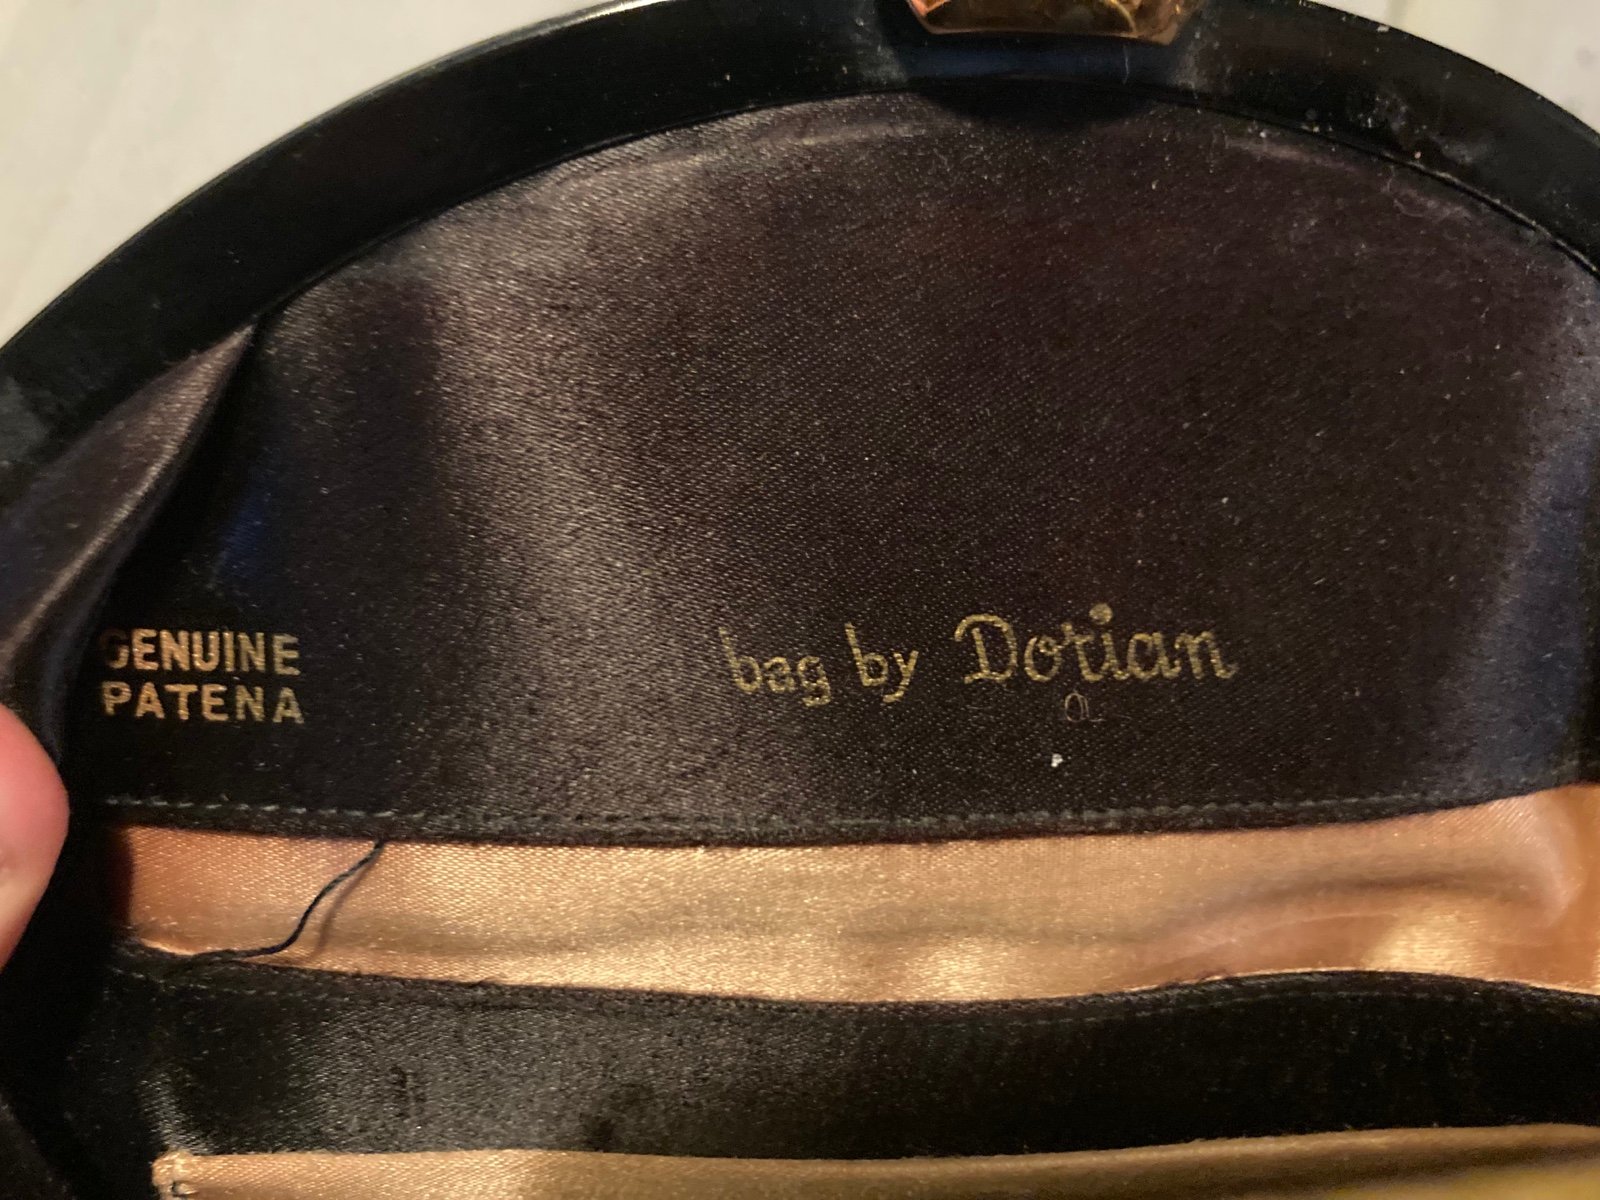 GENUINE
PATENA
bag by Dorian